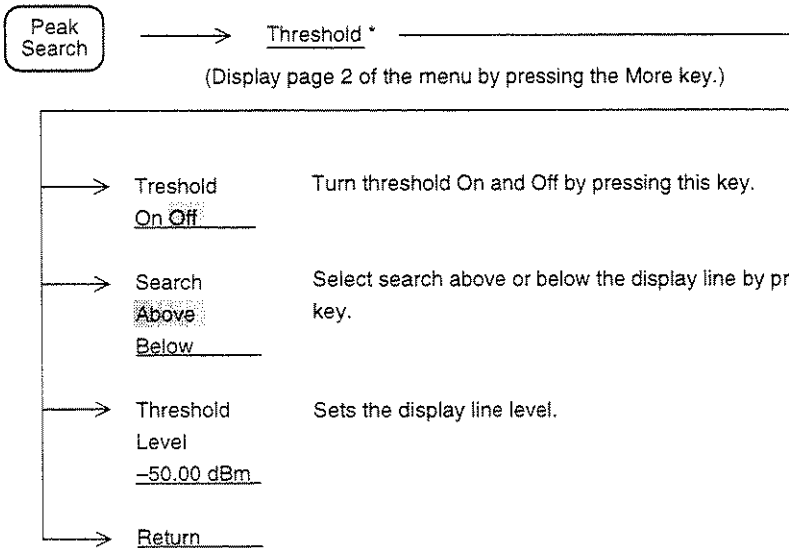 Peak
Search
Threshold *
(Display page 2 of the menu by pressing the More key.)
Treshold
On Off
Turn threshold On and Off by pressing this key.
Search
Above
Below
Select search above or below the display line by pr
key.
Threshold
Level
–50.00 dBm
Sets the display line level.
Return